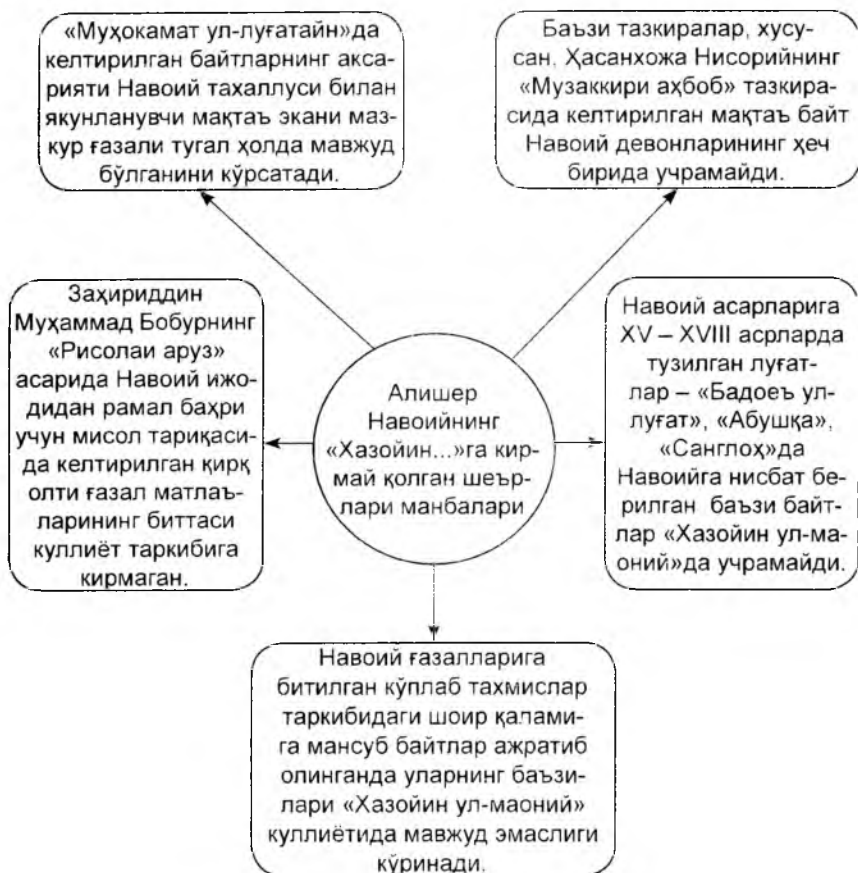 «Муҳокамат ул-луғатайн»да
келтирилган байтларнинг акса-
рияти Навоий тахаллуси билан
якунланувчи мақтаъ экани маз-
кур ғазали тугал ҳолда мавжуд
бўлганини кўрсатади.
Баъзи тазкиралар, хусу-
сан, Ҳасанхожа Нисорийнинг
«Музаккири аҳбоб» тазкира-
сида келтирилган мақтаъ байт
Навоий девонларининг ҳеч
бирида учрамайди.
Заҳириддин
Муҳаммад Бобурнинг
«Рисолаи аруз»
асарида Навоий ижо-
дидан рамал баҳри
учун мисол тариқаси-
да келтирилган қирқ
олти ғазал матлаъ-
ларининг биттаси
куллиёт таркибига
кирмаган.
Алишер
Навоийнинг
«Хазойин...»га кир-
май қолган шеър-
лари манбалари
Навоий асарларига
XV – XVIII асрларда
тузилган луғат-
лар – «Бадоеъ ул-
луғат», «Абушқа»,
«Санглоҳ»да
Навоийга нисбат бе-
рилган баъзи байт-
лар «Хазойин ул-ма-
оний»да учрамайди.
Навоий ғазалларига
битилган кўплаб тахмислар
таркибидаги шоир қалами-
га мансуб байтлар ажратиб
олинганда уларнинг баъзи-
лари «Хазойин ул-маоний»
куллиётида мавжуд эмаслиги
кўринади.